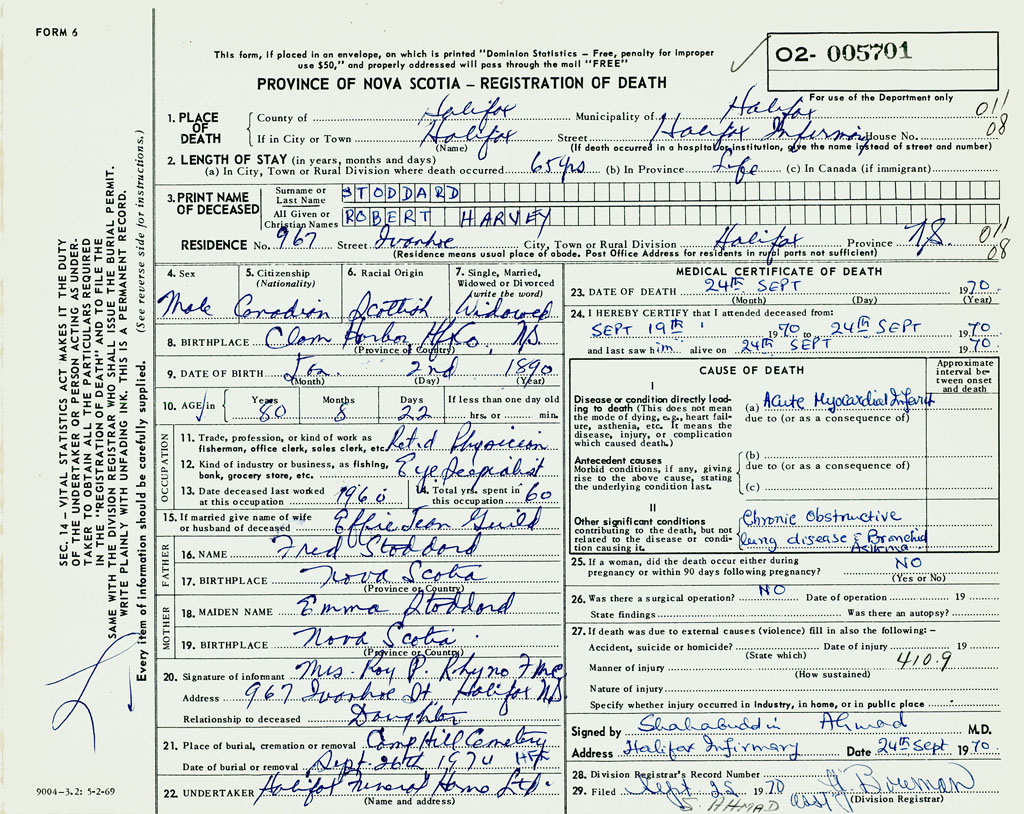 FORM 6
This form, if placed in an envelope, on which is printed "Dominion Statistics – Free, penalty for improper
use $50," and properly addressed will pass through the mail "FREE"
O2- 005701
PROVINCE OF NOVA SCOTIA – REGISTRATION OF DEATH
For use of the Department only
1. PLACE OF DEATH
County of Halifax Municipality of Halifax 011
If in City or Town Halifax Street Halifax Infirmary House No. 08
(Name) (If death occurred in a hospital or institution, give the name instead of street and number)
2. LENGTH OF STAY (in years, months and days)
(a) In City, Town or Rural Division where death occurred 65 yrs (b) In Province Life (c) In Canada (if immigrant)
3. PRINT NAME OF DECEASED
Surname or Last Name STODDARD
All Given or Christian Names ROBERT HARVEY
RESIDENCE No. 967 Street Ivanhoe City, Town or Rural Division Halifax Province NS 011
(Residence means usual place of abode. Post Office Address for residents in rural parts not sufficient) 08
4. Sex 5. Citizenship (Nationality) 6. Racial Origin 7. Single, Married, Widowed or Divorced (write the word)
Male Canadian Scottish Widowed
8. BIRTHPLACE Clam Harbor Hfx Co, NS
(Province or Country)
9. DATE OF BIRTH Jan 2nd 1890
(Month) (Day) (Year)
10. AGE in Years Months Days If less than one day old
80 8 22 hrs. or min.
OCCUPATION
11. Trade, profession, or kind of work as
fisherman, office clerk, sales clerk, etc. Ret.d Physician
12. Kind of industry or business, as fishing,
bank, grocery store, etc. Eye Specialist
13. Date deceased last worked at this occupation 1960 14. Total yrs. spent in this occupation 60
15. If married give name of wife
or husband of deceased Effie Jean Guild
FATHER
16. NAME Fred Stoddard
17. BIRTHPLACE Nova Scotia
(Province or Country)
MOTHER
18. MAIDEN NAME Emma Stoddard
19. BIRTHPLACE Nova Scotia
(Province or Country)
20. Signature of informant Mrs. Roy P. Rhyno
Address 967 Ivanhoe St Halifax NS
Relationship to deceased Daughter
21. Place of burial, cremation or removal Camp Hill Cemetery
Date of burial or removal Sept. 26th 1970 Hfx
22. UNDERTAKER Halifax Funeral Home Ltd.
(Name and address)
MEDICAL CERTIFICATE OF DEATH
23. DATE OF DEATH 24th SEPT 1970
(Month) (Day) (Year)
24. I HEREBY CERTIFY that I attended deceased from:
SEPT 19th 1970 to 24th SEPT 1970
and last saw him alive on 24th SEPT 1970.
CAUSE OF DEATH
Approximate interval between onset and death
I
Disease or condition directly leading to death (This does not mean the mode of dying, e.g., heart failure, asthenia, etc. It means the disease, injury, or complication which caused death.)
(a) Acute Myocardial Infarct
due to (or as a consequence of)
Antecedent causes
Morbid conditions, if any, giving rise to the above cause, stating the underlying condition last.
(b)
due to (or as a consequence of)
(c)
II
Other significant conditions
contributing to the death, but not related to the disease or condition causing it.
Chronic Obstructive
lung disease & Bronchial
Asthma
25. If a woman, did the death occur either during
pregnancy or within 90 days following pregnancy? NO
(Yes or No)
26. Was there a surgical operation? NO Date of operation 19
State findings Was there an autopsy?
27. If death was due to external causes (violence) fill in also the following: –
Accident, suicide or homicide? Date of injury 19
(State which)
Manner of injury 410.9
(How sustained)
Nature of injury
Specify whether injury occurred in industry, in home, or in public place
Signed by Shahabuddin Ahmad M.D.
Address Halifax Infirmary Date 24th Sept 1970.
28. Division Registrar's Record Number
29. Filed Sept 25 1970 Asst J Bowman
S. AHMAD (Division Registrar)
SEC. 14 – VITAL STATISTICS ACT MAKES IT THE DUTY
OF THE UNDERTAKER OR PERSON ACTING AS UNDER-
TAKER TO OBTAIN ALL THE PARTICULARS REQUIRED
IN THE "REGISTRATION OF DEATH" AND TO FILE THE
SAME WITH THE DIVISION REGISTRAR WHO SHALL ISSUE THE BURIAL PERMIT.
WRITE PLAINLY WITH UNFADING INK. THIS IS A PERMANENT RECORD.
Every item of information should be carefully supplied. (See reverse side for instructions.)
9004–3.2: 5-2-69